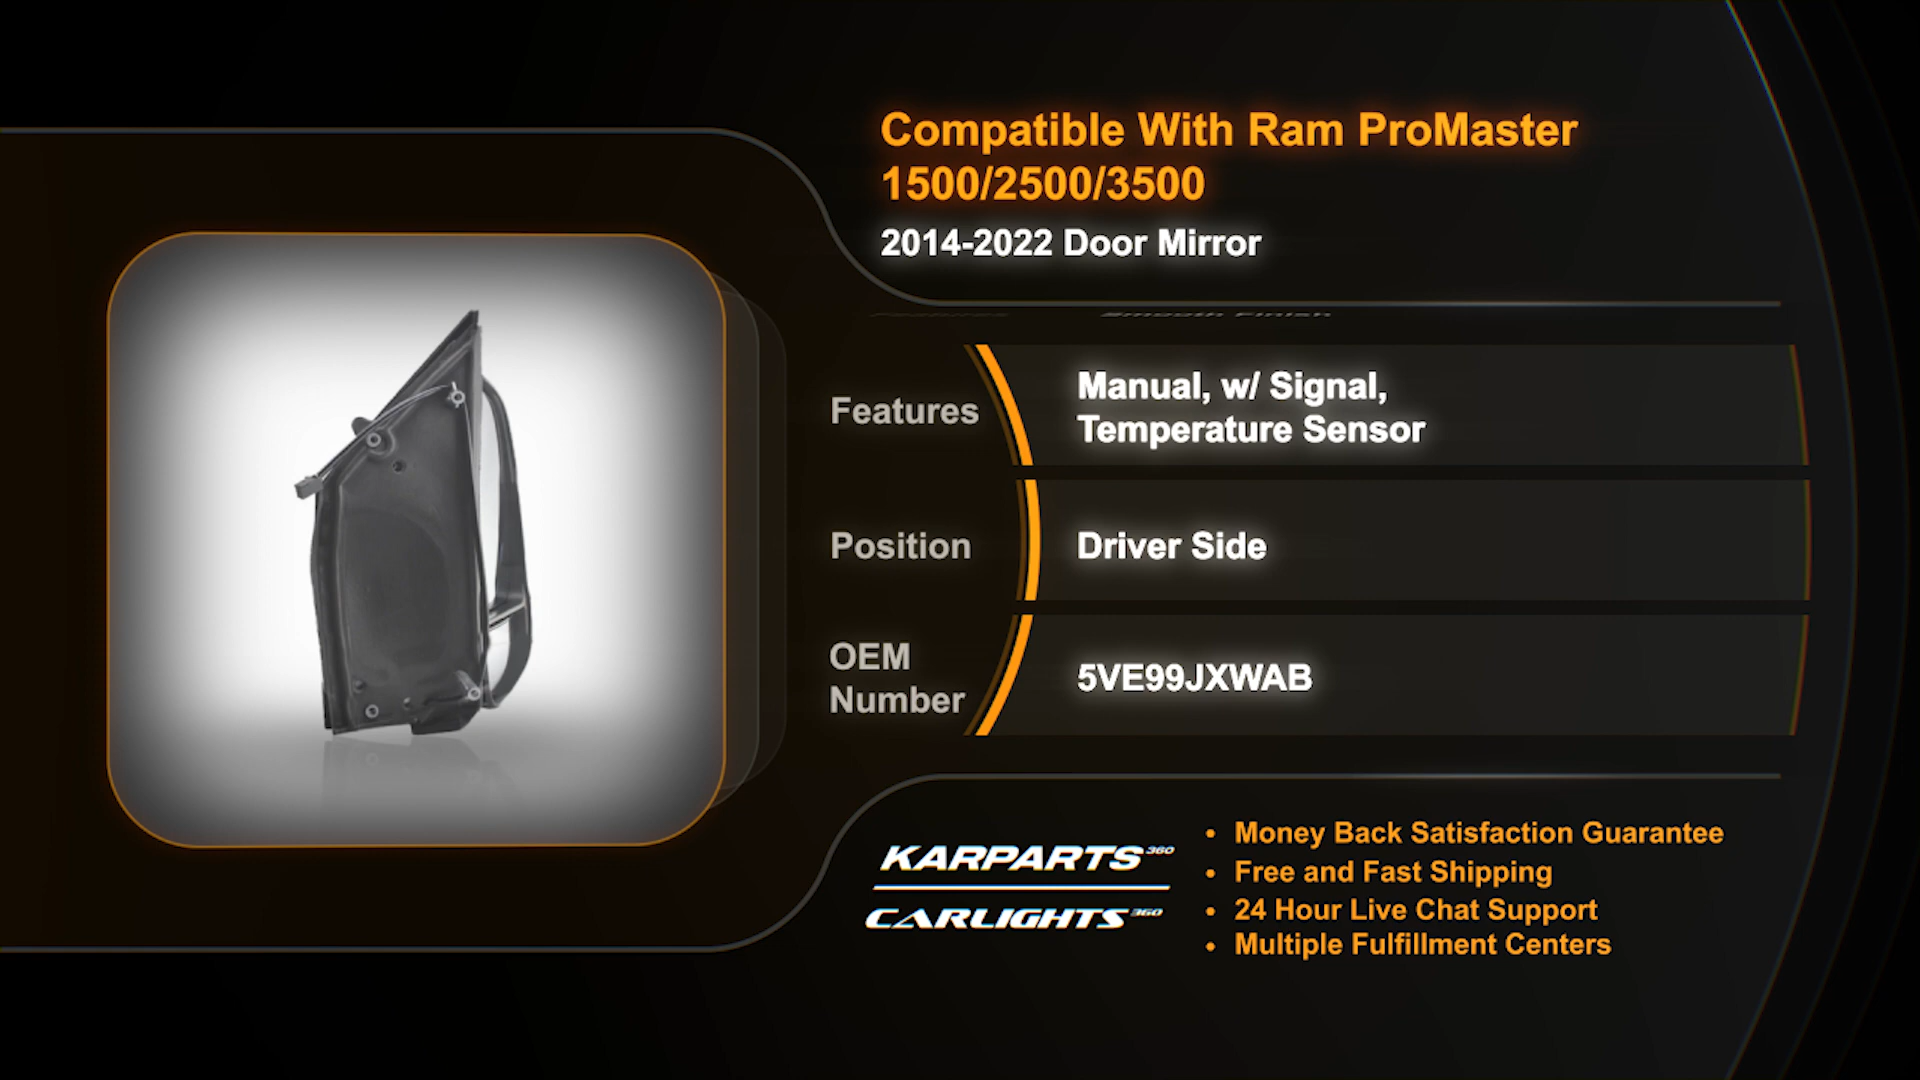 Compatible With Ram ProMaster
1500/2500/3500
2014-2022 Door Mirror
Smooth Finish
Features
Manual, w/ Signal,
Temperature Sensor
Position
Driver Side
OEM
Number
5VE99JXWAB
KARPARTS360
CARLIGHTS360
• Money Back Satisfaction Guarantee
• Free and Fast Shipping
• 24 Hour Live Chat Support
• Multiple Fulfillment Centers